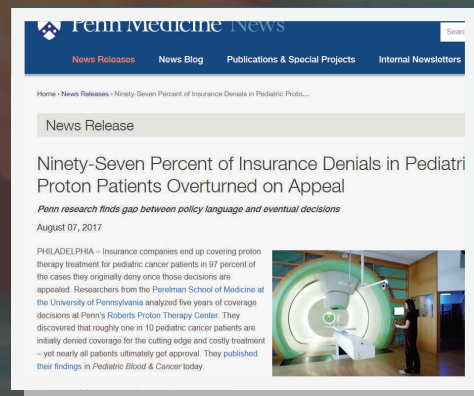 Penn Medicine News
Sear
News Releases News Blog Publications & Special Projects Internal Newsletters
Home › News Releases › Ninety-Seven Percent of Insurance Denials in Pediatric Proto...
News Release
Ninety-Seven Percent of Insurance Denials in Pediatri
Proton Patients Overturned on Appeal
Penn research finds gap between policy language and eventual decisions
August 07, 2017
PHILADELPHIA – Insurance companies end up covering proton
therapy treatment for pediatric cancer patients in 97 percent of
the cases they originally deny once those decisions are
appealed. Researchers from the Perelman School of Medicine at
the University of Pennsylvania analyzed five years of coverage
decisions at Penn's Roberts Proton Therapy Center. They
discovered that roughly one in 10 pediatric cancer patients are
initially denied coverage for the cutting edge and costly treatment
– yet nearly all patients ultimately get approval. They published
their findings in Pediatric Blood & Cancer today.